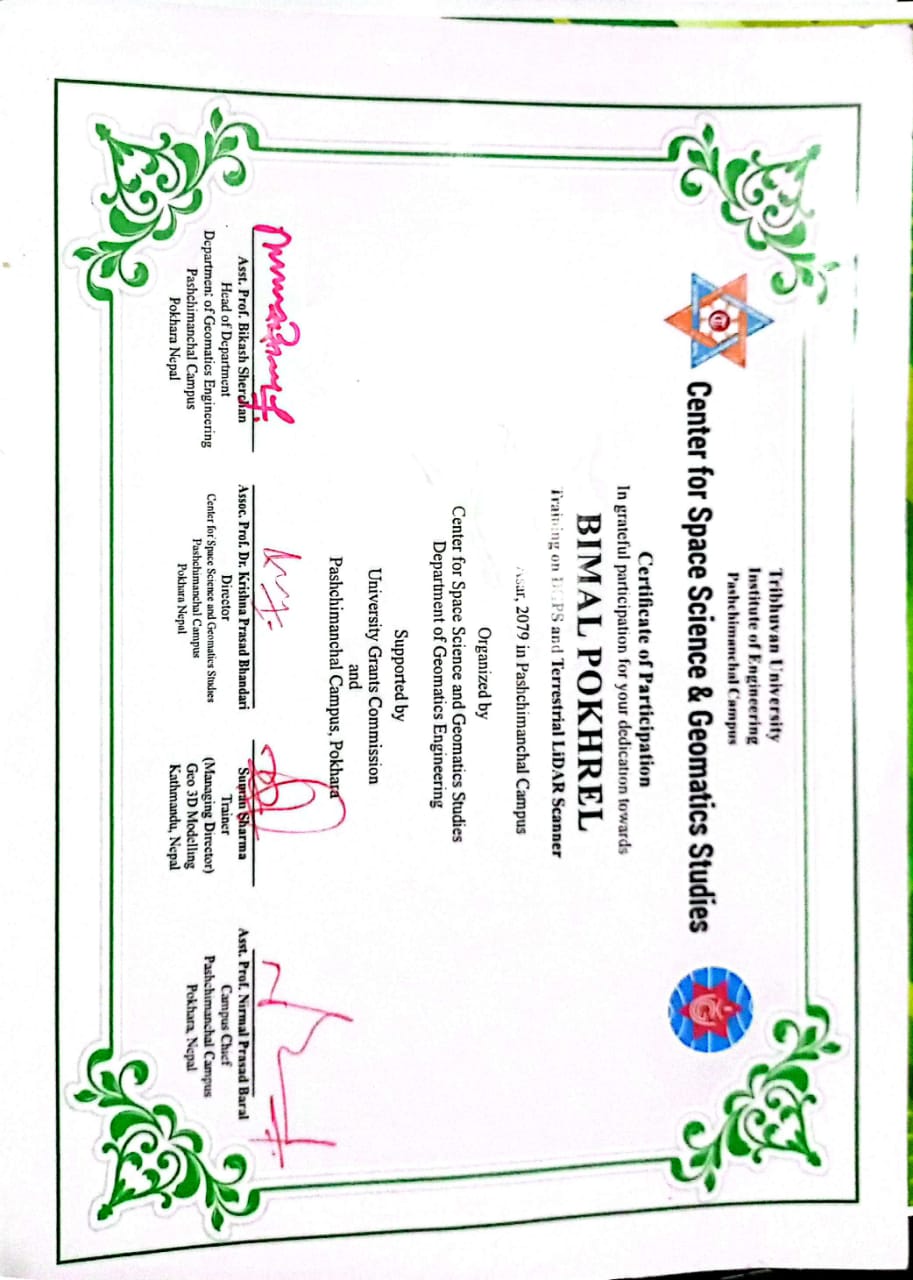 Tribhuvan University
Institute of Engineering
Pashchimanchal Campus
Center for Space Science & Geomatics Studies
Certificate of Participation
In grateful participation for your dedication towards
BIMAL POKHREL
Training on DGPS and Terrestrial LiDAR Scanner
Asar, 2079 in Pashchimanchal Campus
Organized by
Center for Space Science and Geomatics Studies
Department of Geomatics Engineering
Supported by
University Grants Commission
and
Pashchimanchal Campus, Pokhara
Asst. Prof. Bikash Sherchan
Head of Department
Department of Geomatics Engineering
Pashchimanchal Campus
Pokhara Nepal
Assoc. Prof. Dr. Krishna Prasad Bhandari
Director
Center for Space Science and Geomatics Studies
Pashchimanchal Campus
Pokhara Nepal
Sharma
Trainer
(Managing Director)
Geo 3D Modelling
Kathmandu, Nepal
Asst. Prof. Nirmal Prasad Baral
Campus Chief
Pashchimanchal Campus
Pokhara, Nepal